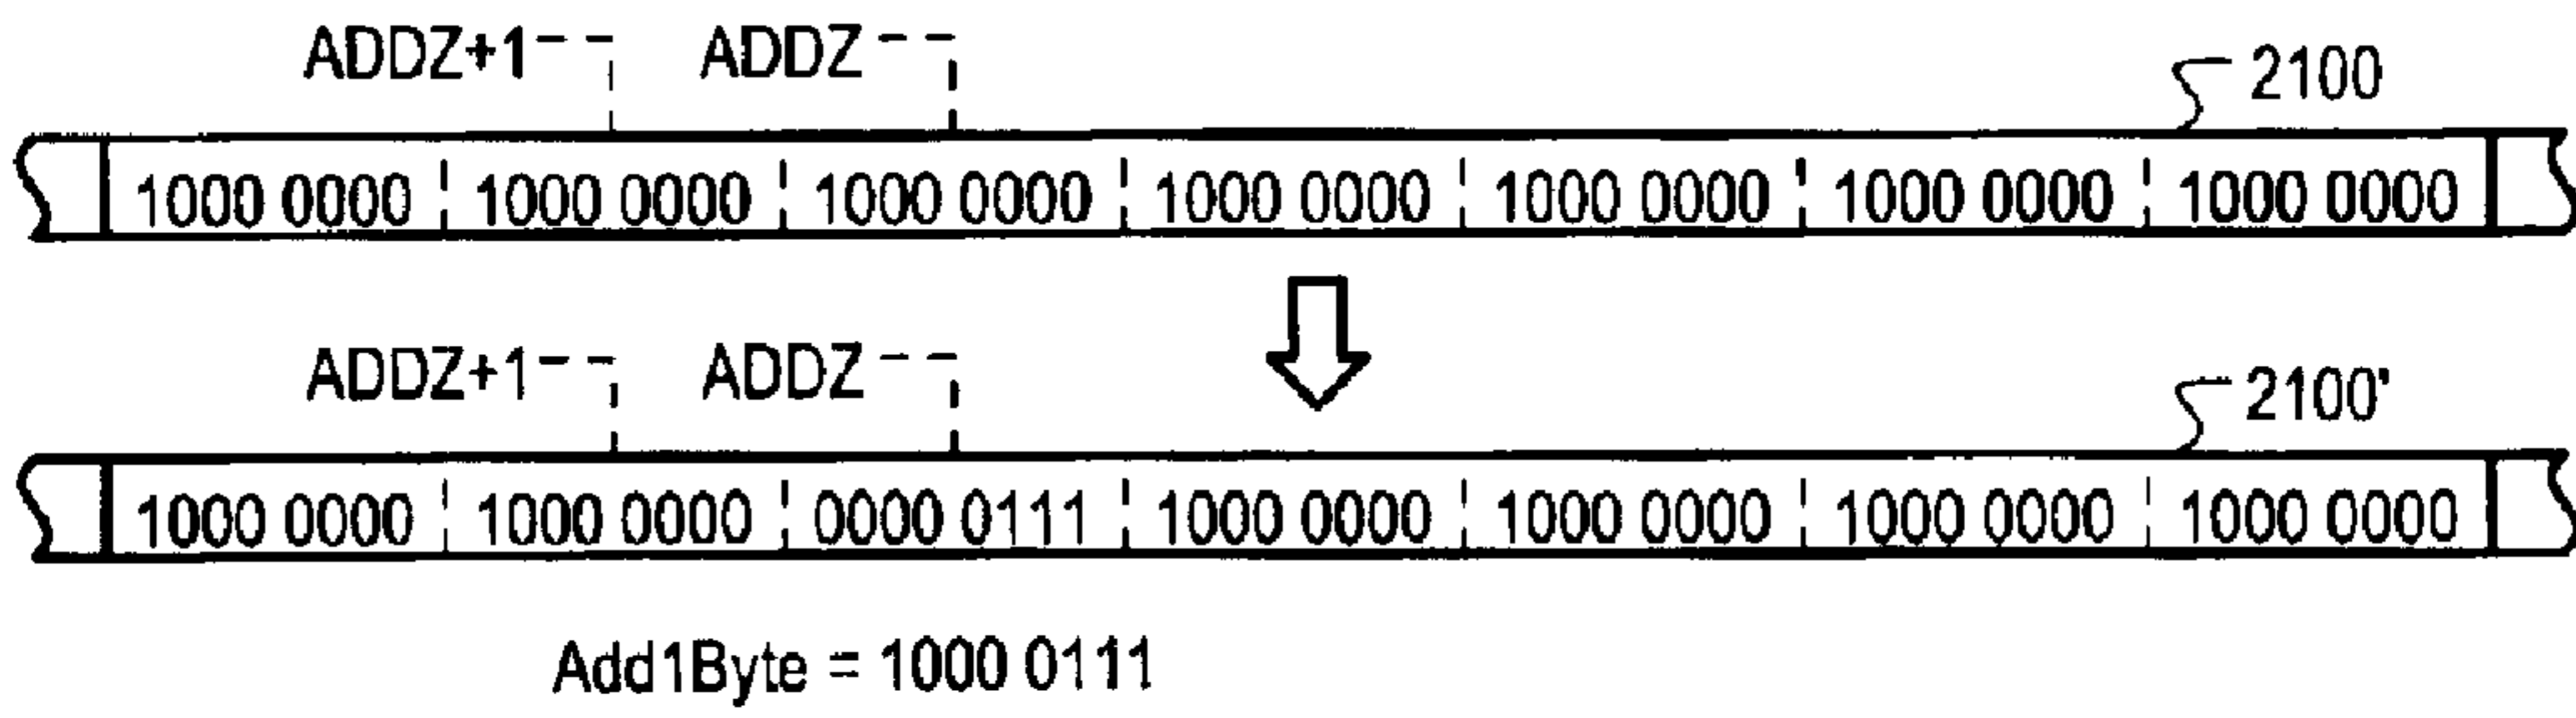 ADDZ+1 ADDZ 2100
1000 0000 1000 0000 1000 0000 1000 0000 1000 0000 1000 0000 1000 0000
ADDZ+1 ADDZ 2100'
1000 0000 1000 0000 0000 0111 1000 0000 1000 0000 1000 0000 1000 0000
Add1Byte = 1000 0111